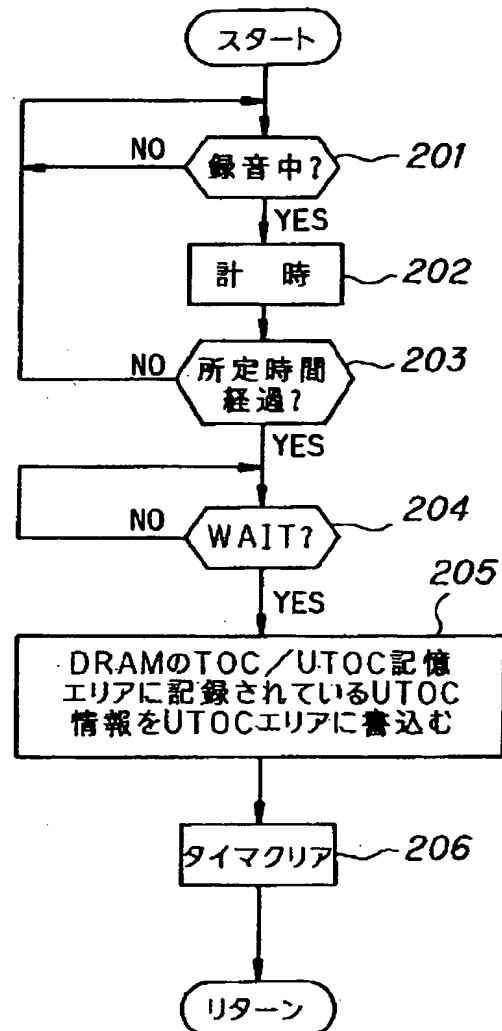 スタート
NO
録音中?
201
YES
計 時
202
NO
所定時間
経過?
203
YES
NO
WAIT?
204
YES
205
DRAMのTOC/UTOC記憶
エリアに記録されているUTOC
情報をUTOCエリアに書込む
タイマクリア
206
リターン